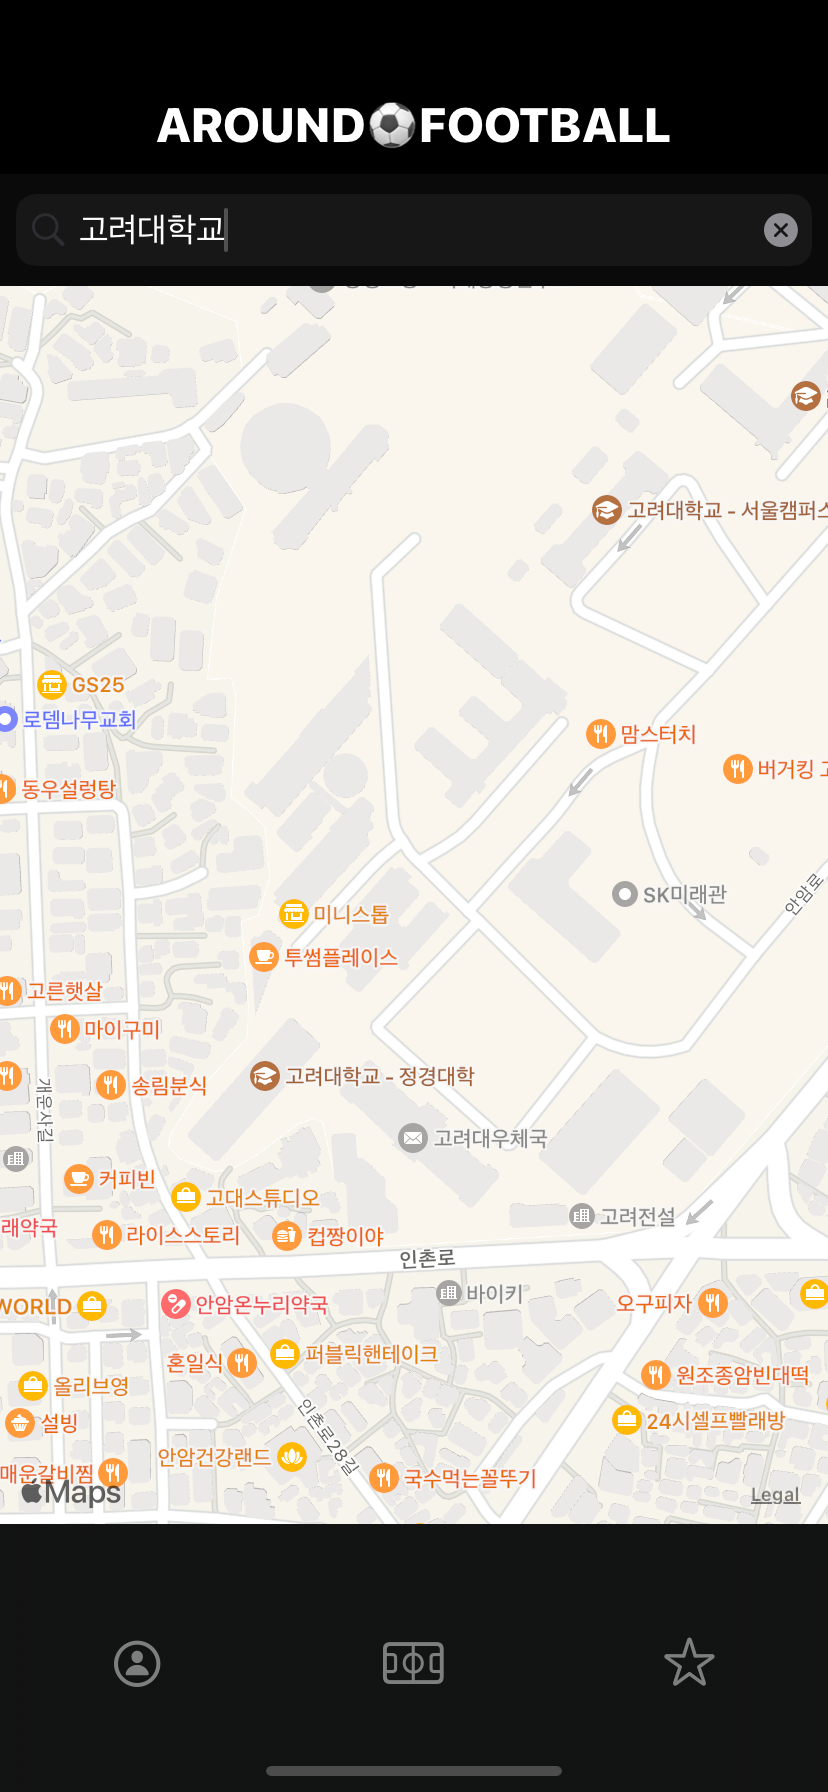 AROUND⚽FOOTBALL
고려대학교
고려대학교 - 서울캠퍼스
GS25
로뎀나무교회
맘스터치
버거킹
동우설렁탕
SK미래관
안암로
미니스톱
투썸플레이스
고른햇살
마이구미
고려대학교 - 정경대학
송림분식
개운사길
고려대우체국
커피빈
고대스튜디오
고려전설
래약국
라이스스토리
컵짱이야
인촌로
바이키
WORLD
안암온누리약국
오구피자
퍼블릭핸테이크
혼일식
원조종암빈대떡
올리브영
설빙
24시셀프빨래방
인촌로28길
안암건강랜드
매운갈비찜
국수먹는꼴뚜기
Maps
Legal